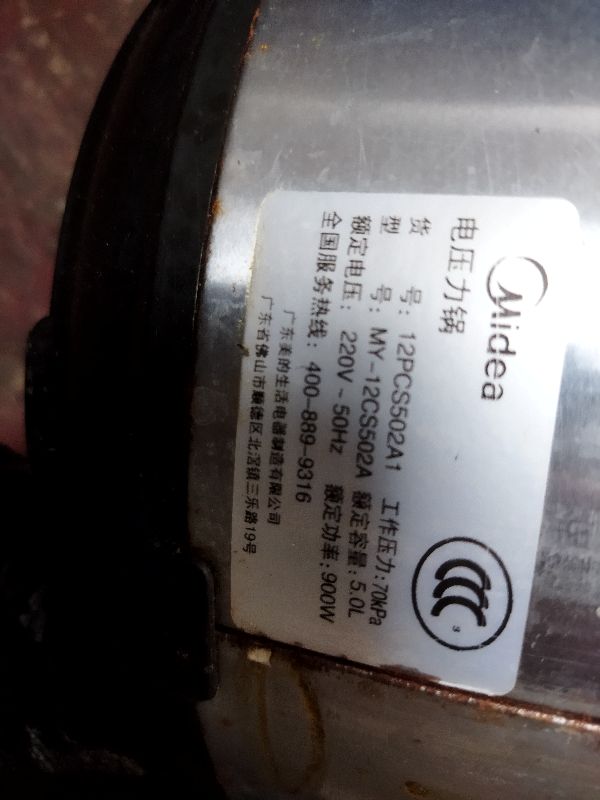 Midea
电压力锅
货 号：12PCS502A1 工作压力：70kPa
型 号：MY-12CS502A 额定容量：5.0L
额定电压：220V~50Hz 额定功率：900W
全国服务热线：400-889-9316
广东美的生活电器制造有限公司
广东省佛山市顺德区北滘镇三乐路19号
CCC
S